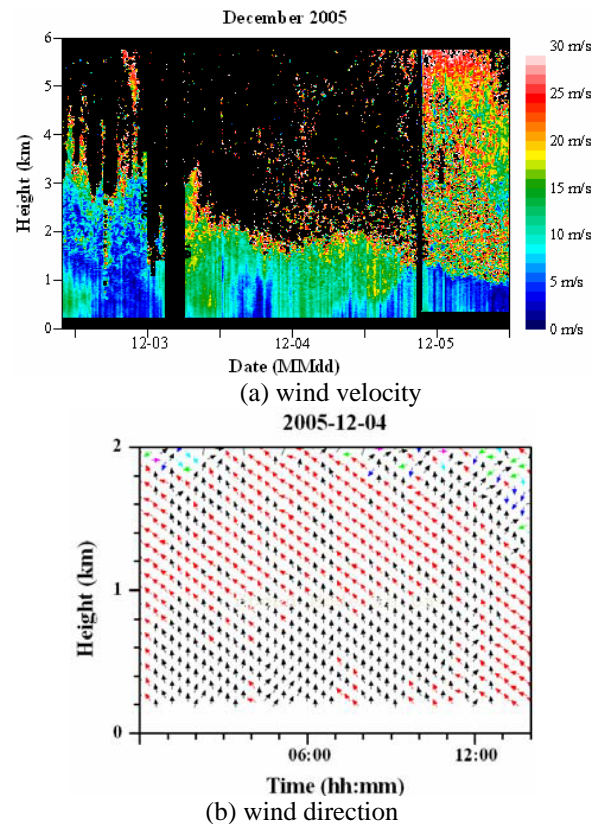 December 2005
6
5
4
3
2
1
0
Height (km)
12-03
12-04
12-05
Date (MMdd)
30 m/s
25 m/s
20 m/s
15 m/s
10 m/s
5 m/s
0 m/s
(a) wind velocity
2005-12-04
2
1
0
Height (km)
06:00
12:00
Time (hh:mm)
(b) wind direction